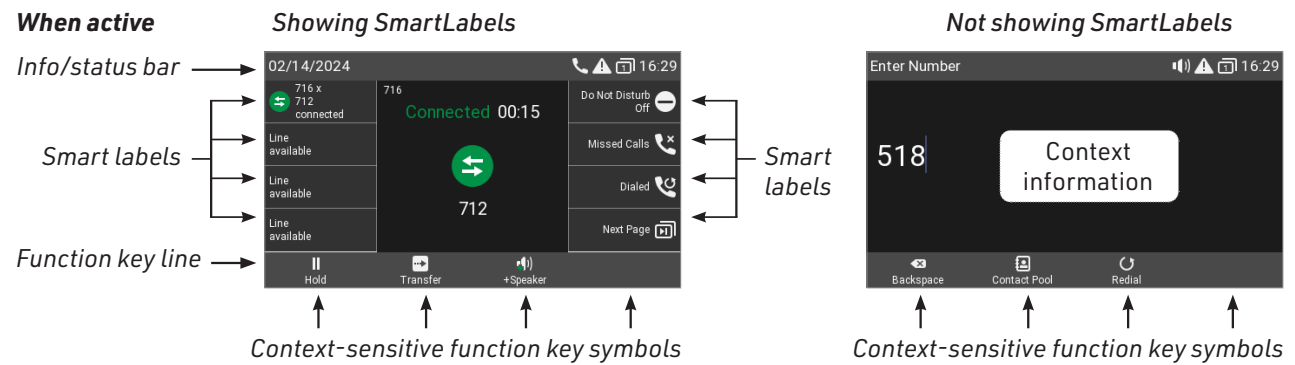 When active
Showing SmartLabels
Not showing SmartLabels
Info/status bar
02/14/2024
1
16:29
Enter Number
1
16:29
Smart labels
716 x
712
connected
Line
available
Line
available
Line
available
716
Connected 00:15
712
Do Not Disturb
Off
Missed Calls
Dialed
Next Page
Smart
labels
518
Context
information
Function key line
Hold
Transfer
+Speaker
Backspace
Contact Pool
Redial
Context-sensitive function key symbols
Context-sensitive function key symbols